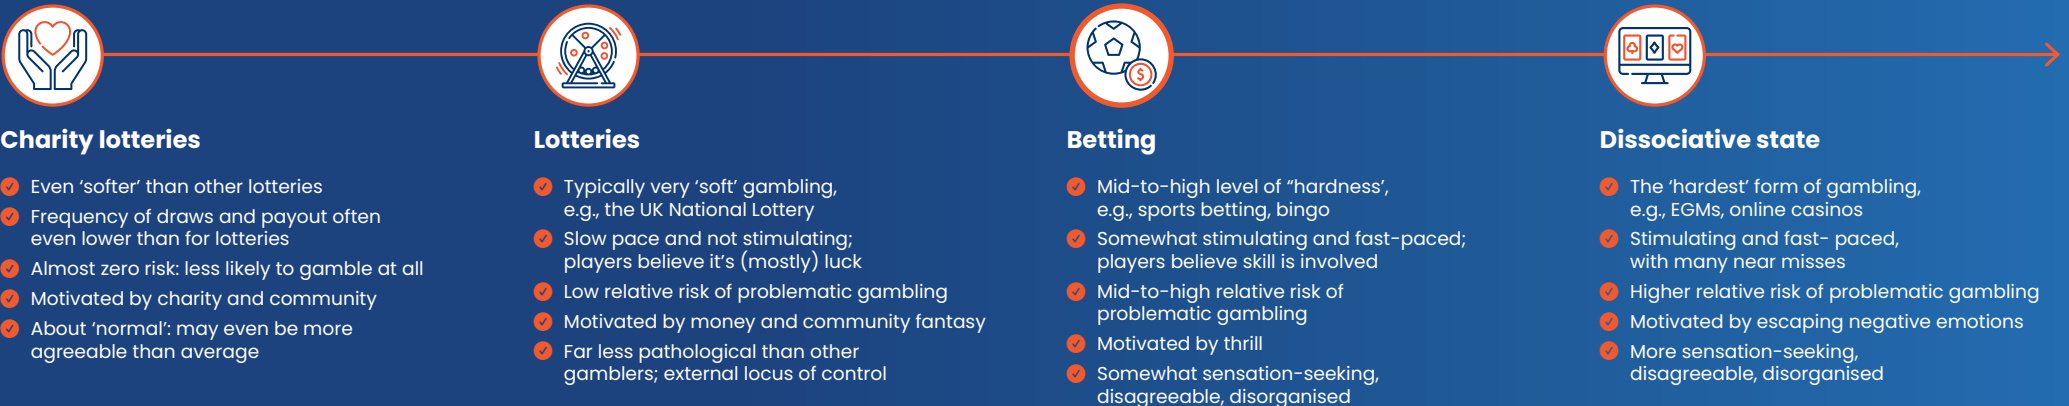 $
Charity lotteries
Even ‘softer’ than other lotteries
Frequency of draws and payout often
even lower than for lotteries
Almost zero risk: less likely to gamble at all
Motivated by charity and community
About ‘normal’: may even be more
agreeable than average
Lotteries
Typically very ‘soft’ gambling,
e.g., the UK National Lottery
Slow pace and not stimulating;
players believe it’s (mostly) luck
Low relative risk of problematic gambling
Motivated by money and community fantasy
Far less pathological than other
gamblers; external locus of control
Betting
Mid-to-high level of “hardness’,
e.g., sports betting, bingo
Somewhat stimulating and fast-paced;
players believe skill is involved
Mid-to-high relative risk of
problematic gambling
Motivated by thrill
Somewhat sensation-seeking,
disagreeable, disorganised
Dissociative state
The ‘hardest’ form of gambling,
e.g., EGMs, online casinos
Stimulating and fast- paced,
with many near misses
Higher relative risk of problematic gambling
Motivated by escaping negative emotions
More sensation-seeking,
disagreeable, disorganised